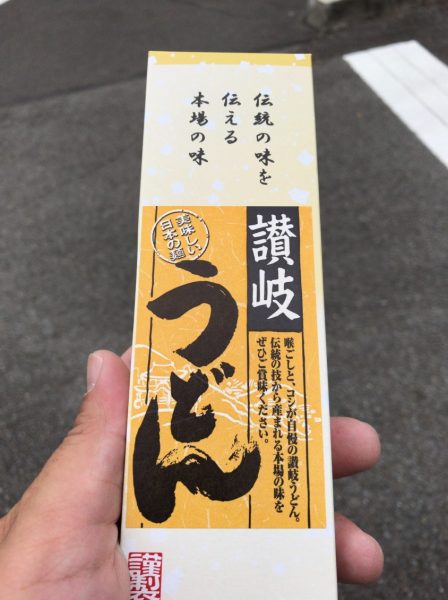 伝統の味を
伝える
本場の味
讃岐
うどん
美味しい
日本の麺
喉ごしと、コシが自慢の讃岐うどん。
伝統の技から産まれる本場の味を
ぜひご賞味ください。
謹製